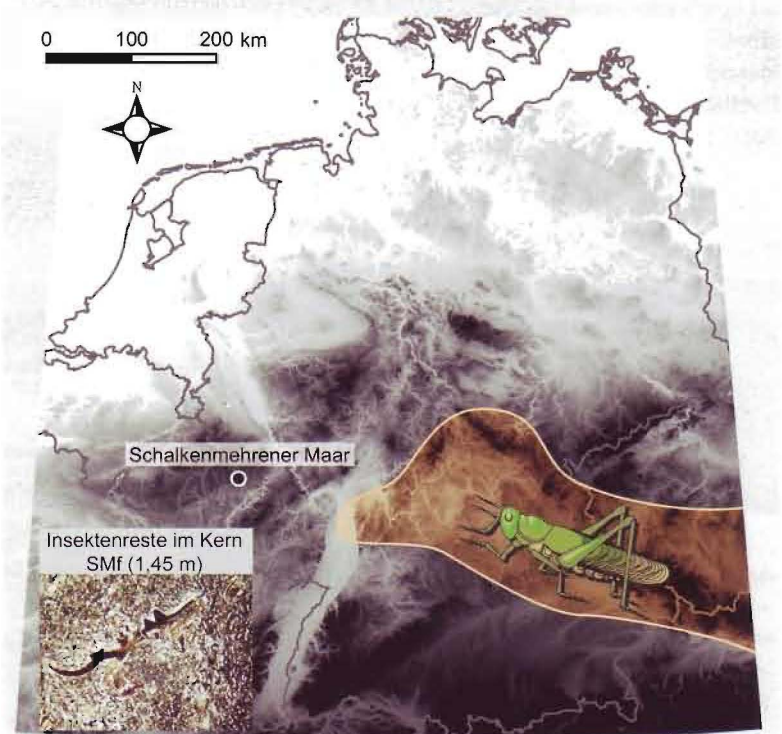 0 100 200 km
N
Schalkenmehrener Maar
Insektenreste im Kern
SMf (1,45 m)